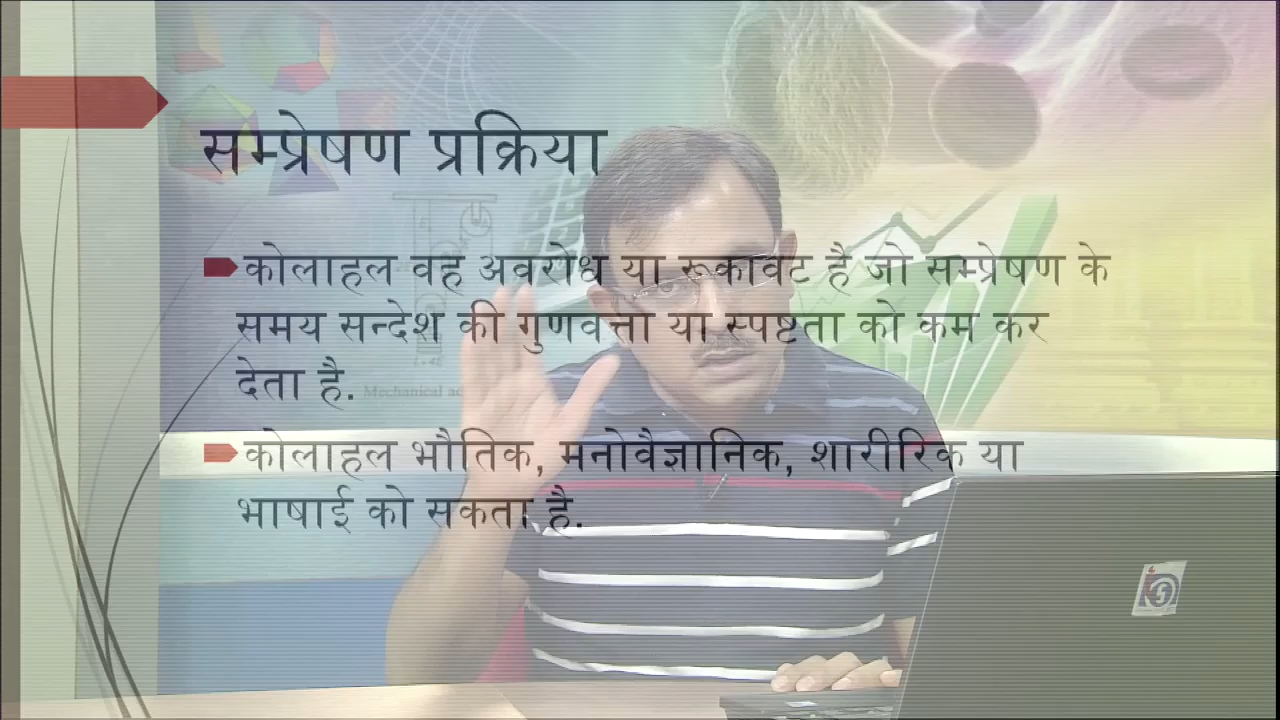 सम्प्रेषण प्रक्रिया
कोलाहल वह अवरोध या रूकावट है जो सम्प्रेषण के
समय सन्देश की गुणवत्ता या स्पष्टता को कम कर
देता है.
Mechanical
कोलाहल भौतिक, मनोवैज्ञानिक, शारीरिक या
भाषाई को सकता है.